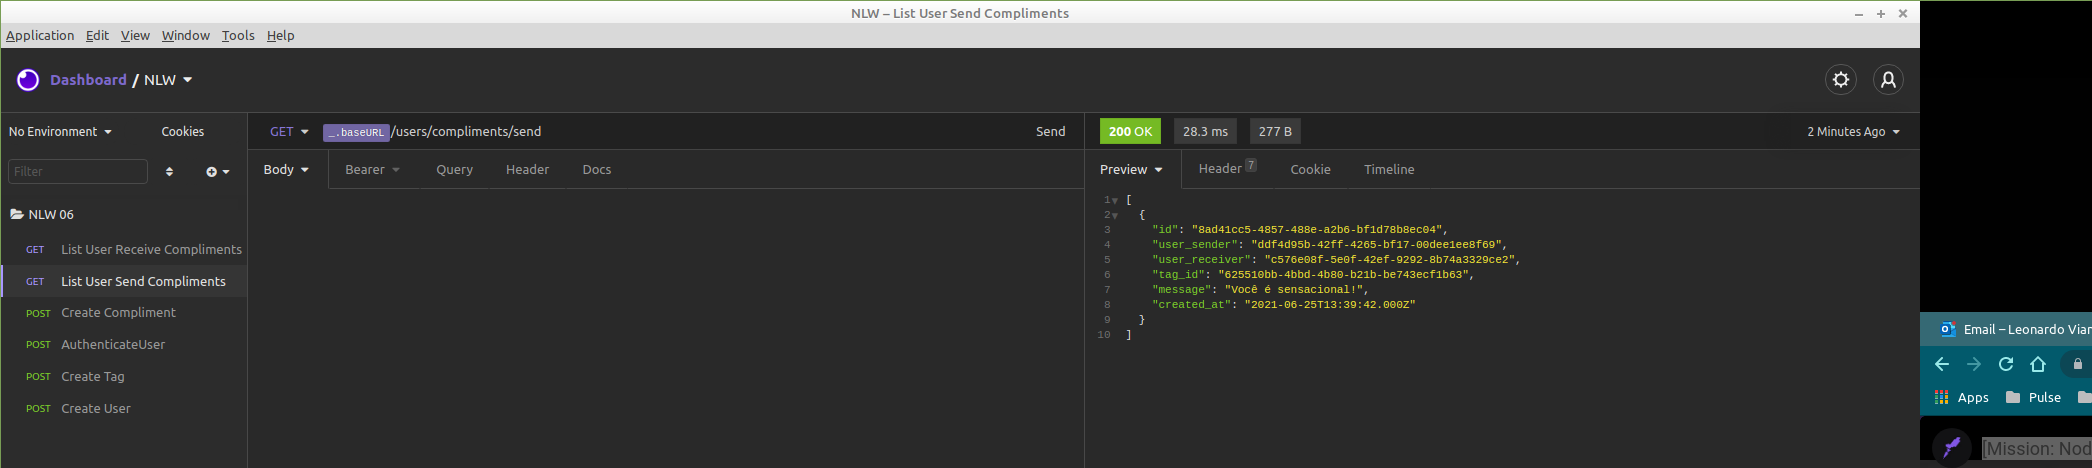 NLW – List User Send Compliments
Application Edit View Window Tools Help
Dashboard / NLW
No Environment Cookies
GET _.baseURL/users/compliments/send Send
200 OK 28.3 ms 277 B 2 Minutes Ago
Filter
Body Bearer Query Header Docs
Preview Header 7 Cookie Timeline
NLW 06
GET List User Receive Compliments
GET List User Send Compliments
POST Create Compliment
POST AuthenticateUser
POST Create Tag
POST Create User
1 [
2 {
3 "id": "8ad41cc5-4857-488e-a2b6-bf1d78b8ec04",
4 "user_sender": "ddf4d95b-42ff-4265-bf17-00dee1ee8f69",
5 "user_receiver": "c576e08f-5e0f-42ef-9292-8b74a3329ce2",
6 "tag_id": "625510bb-4bbd-4b80-b21b-be743ecf1b63",
7 "message": "Você é sensacional!",
8 "created_at": "2021-06-25T13:39:42.000Z"
9 }
10 ]
Email – Leonardo Vian
Apps Pulse
[Mission: Nod